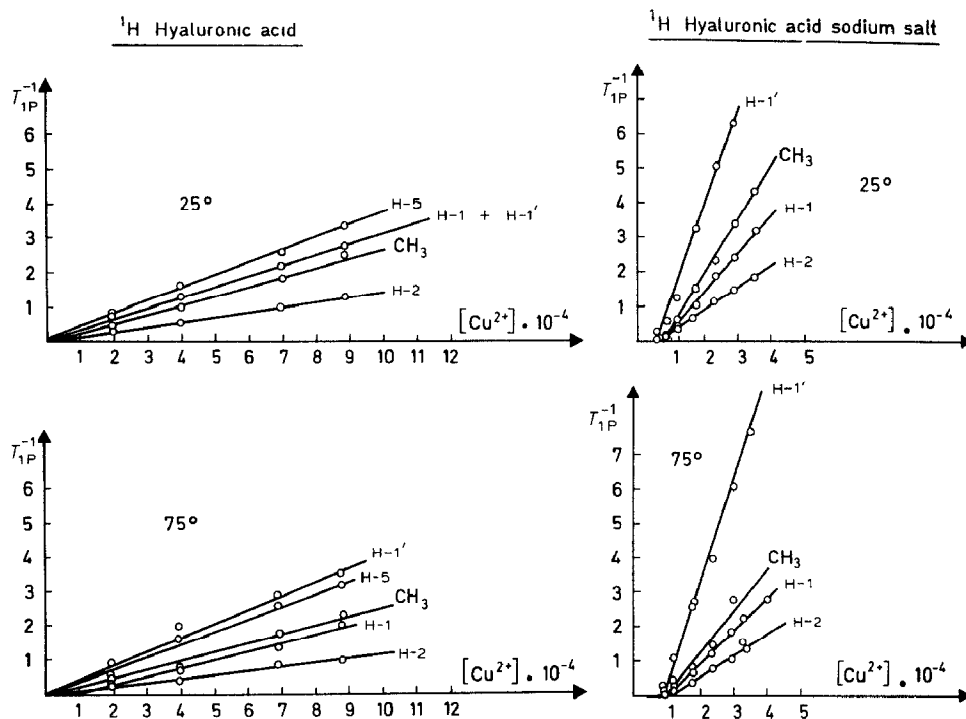 ¹H Hyaluronic acid
T₁P⁻¹
6
5
4
3
2
1
25°
H-5
H-1 + H-1′
CH₃
H-2
[Cu²⁺] . 10⁻⁴
1 2 3 4 5 6 7 8 9 10 11 12
¹H Hyaluronic acid sodium salt
T₁P⁻¹
6
5
4
3
2
1
H-1′
CH₃
25°
H-1
H-2
[Cu²⁺] . 10⁻⁴
1 2 3 4 5
T₁P⁻¹
6
5
4
3
2
1
75°
H-1′
H-5
CH₃
H-1
H-2
[Cu²⁺] . 10⁻⁴
1 2 3 4 5 6 7 8 9 10 11 12
T₁P⁻¹
7
5
4
3
2
1
H-1′
75°
CH₃
H-1
H-2
[Cu²⁺] . 10⁻⁴
1 2 3 4 5